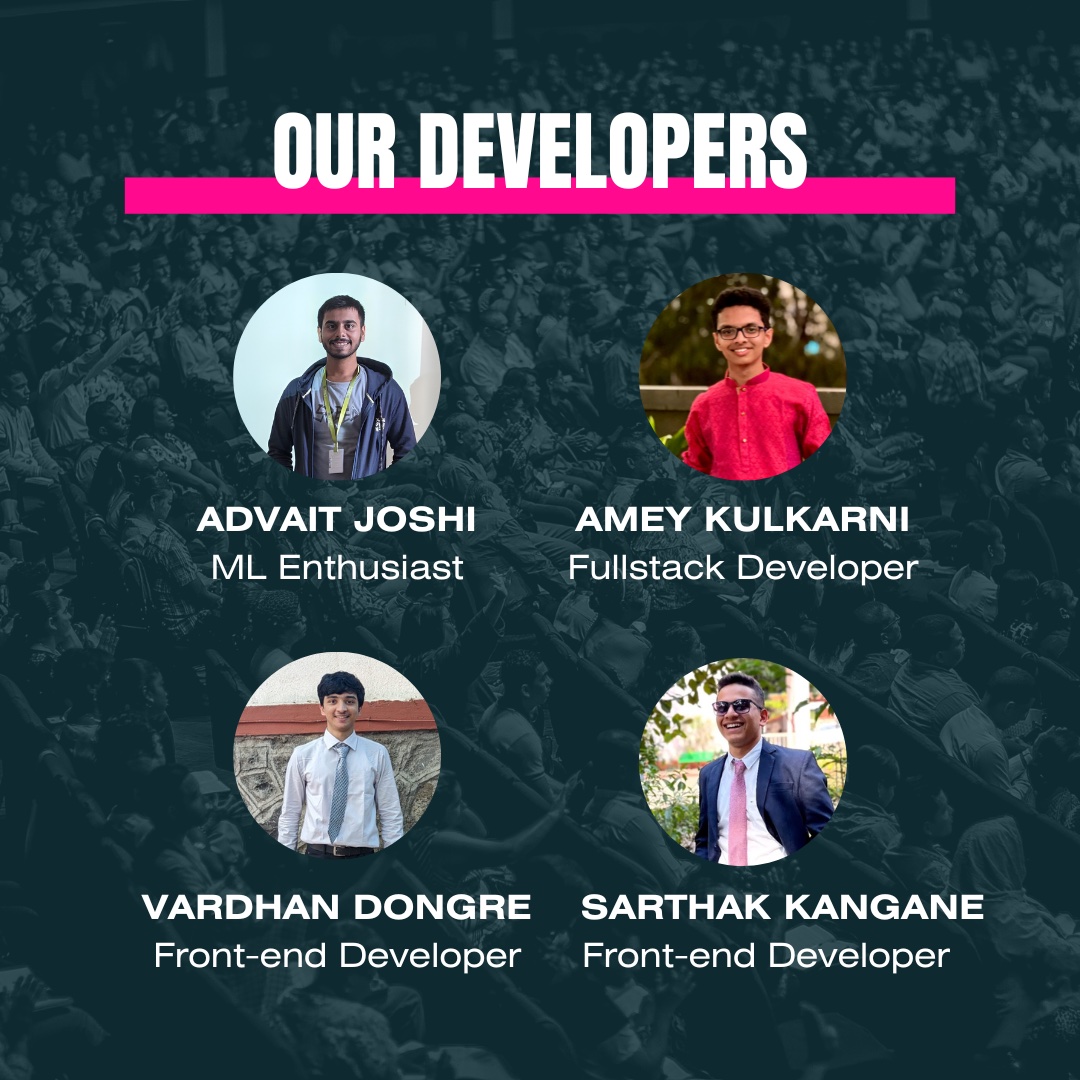 OUR DEVELOPERS
ADVAIT JOSHI
ML Enthusiast
AMEY KULKARNI
Fullstack Developer
VARDHAN DONGRE
Front-end Developer
SARTHAK KANGANE
Front-end Developer